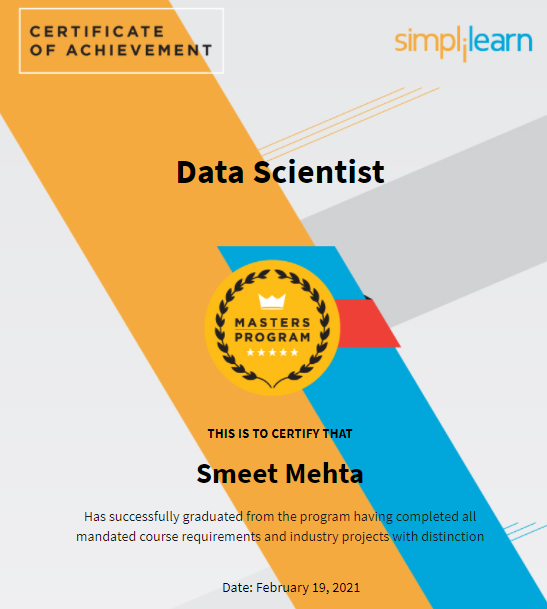 CERTIFICATE
OF ACHIEVEMENT
simplilearn
Data Scientist
MASTERS
PROGRAM
THIS IS TO CERTIFY THAT
Smeet Mehta
Has successfully graduated from the program having completed all
mandated course requirements and industry projects with distinction
Date: February 19, 2021